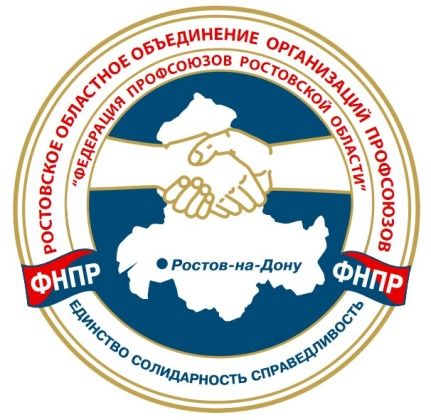 РОСТОВСКОЕ ОБЛАСТНОЕ ОБЪЕДИНЕНИЕ ОРГАНИЗАЦИЙ ПРОФСОЮЗОВ
"ФЕДЕРАЦИЯ ПРОФСОЮЗОВ РОСТОВСКОЙ ОБЛАСТИ"
Ростов-на-Дону
ФНПР
ФНПР
ЕДИНСТВО СОЛИДАРНОСТЬ СПРАВЕДЛИВОСТЬ